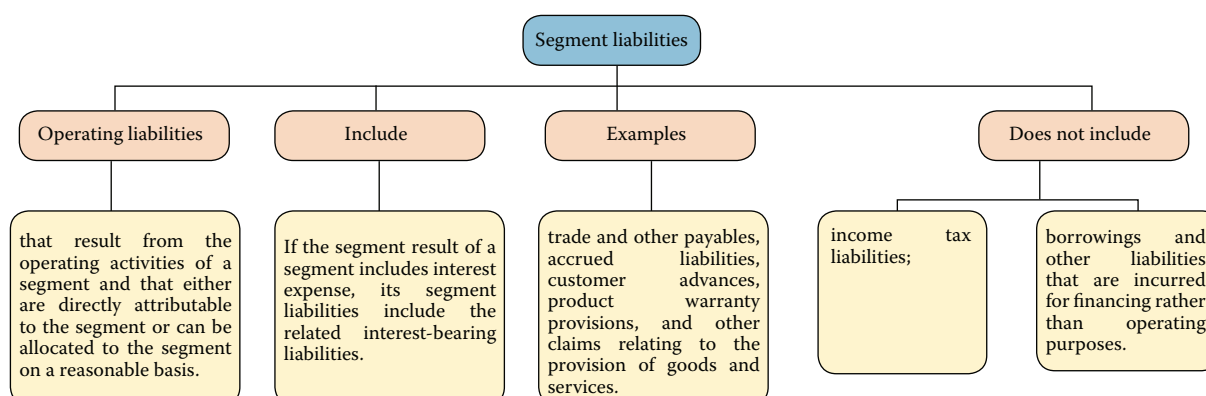 Segment liabilities
Operating liabilities
Include
Examples
Does not include
that result from the
operating activities of a
segment and that either
are directly attributable
to the segment or can be
allocated to the segment
on a reasonable basis.
If the segment result of a
segment includes interest
expense, its segment
liabilities include the
related interest-bearing
liabilities.
trade and other payables,
accrued liabilities,
customer advances,
product warranty
provisions, and other
claims relating to the
provision of goods and
services.
income tax
liabilities;
borrowings and
other liabilities
that are incurred
for financing rather
than operating
purposes.